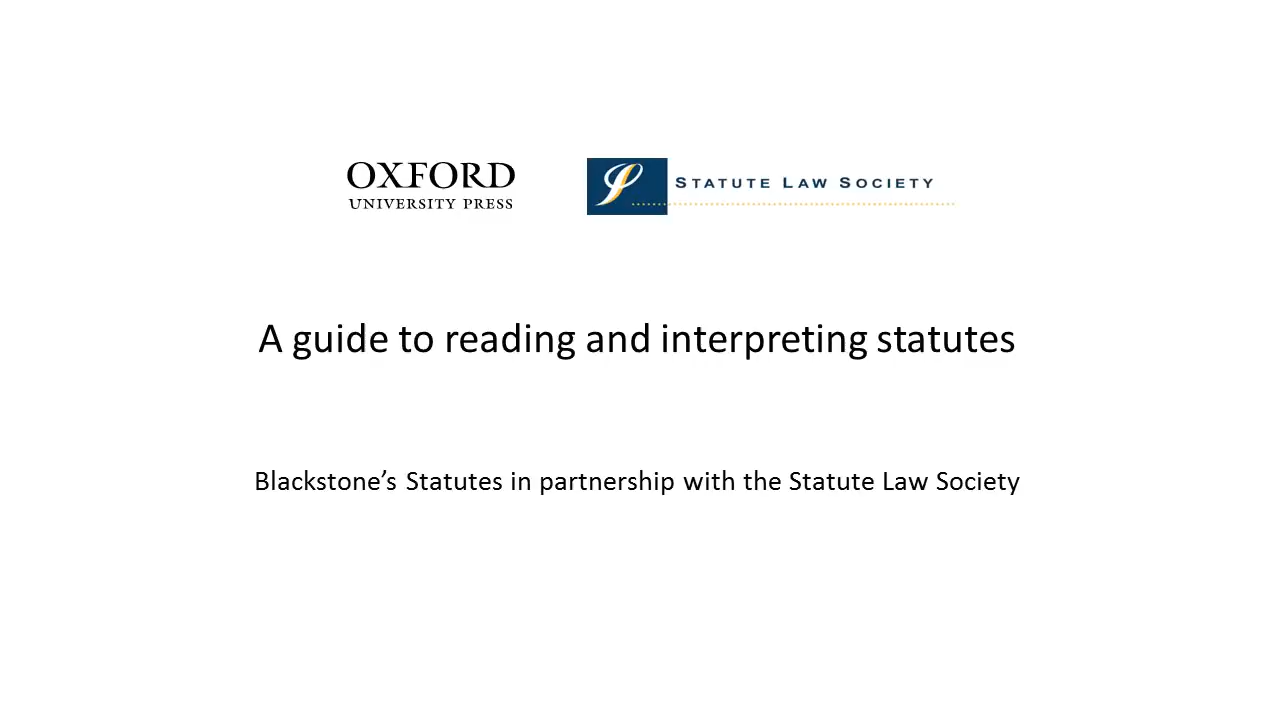 OXFORD
UNIVERSITY PRESS
STATUTE LAW SOCIETY
A guide to reading and interpreting statutes
Blackstone’s Statutes in partnership with the Statute Law Society